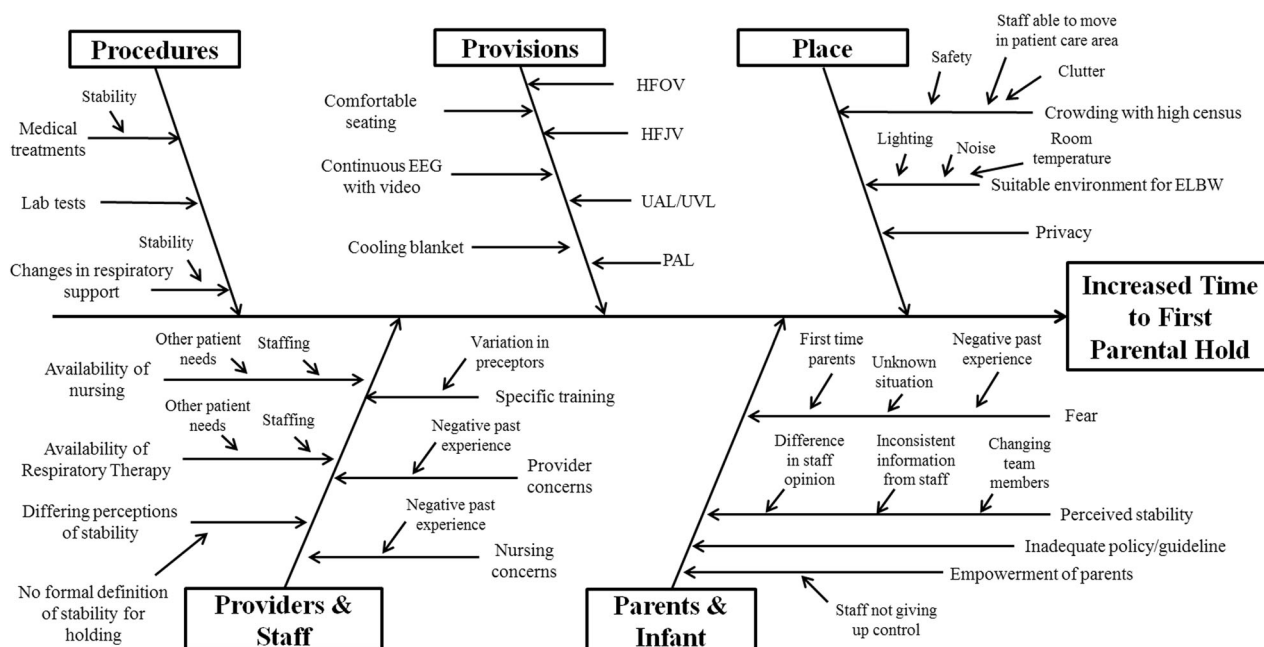 Procedures
Stability
Medical
treatments
Lab tests
Stability
Changes in respiratory
support
Provisions
HFOV
Comfortable
seating
HFJV
Continuous EEG
with video
UAL/UVL
Cooling blanket
PAL
Place
Staff able to move
in patient care area
Safety
Clutter
Crowding with high census
Lighting
Noise
Room
temperature
Suitable environment for ELBW
Privacy
Increased Time
to First
Parental Hold
Other patient
needs
Staffing
Availability of
nursing
Variation in
preceptors
Specific training
Other patient
needs
Staffing
Availability of
Respiratory Therapy
Negative past
experience
Provider
concerns
Differing perceptions
of stability
Negative past
experience
Nursing
concerns
No formal definition
of stability for
holding
Providers &
Staff
First time
parents
Unknown
situation
Negative past
experience
Fear
Difference
in staff
opinion
Inconsistent
information
from staff
Changing
team
members
Perceived stability
Inadequate policy/guideline
Empowerment of parents
Staff not giving
up control
Parents &
Infant